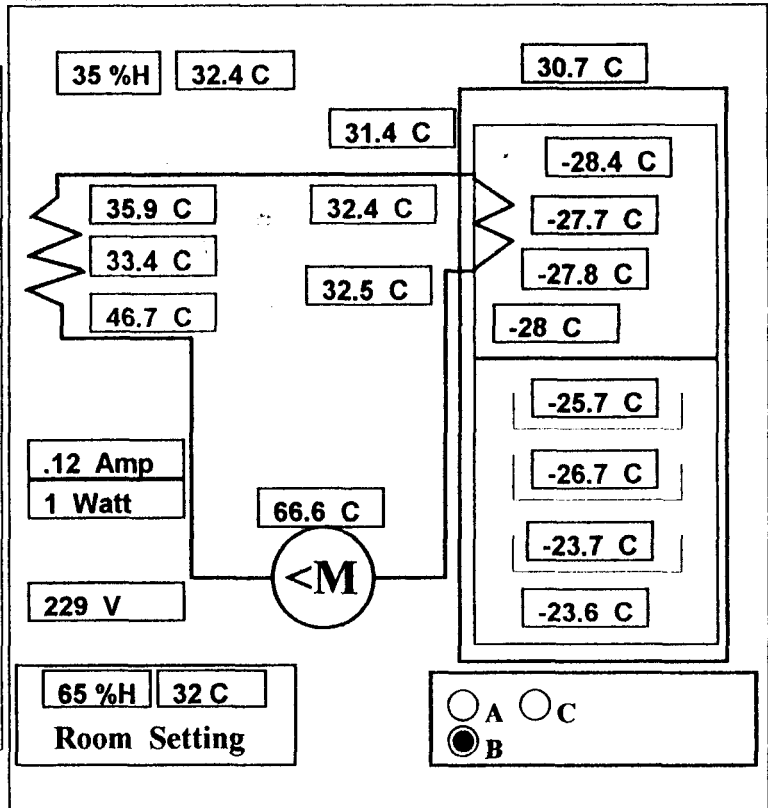 35 %H 32.4 C
30.7 C
31.4 C
-28.4 C
35.9 C
32.4 C
-27.7 C
33.4 C
-27.8 C
32.5 C
46.7 C
-28 C
-25.7 C
.12 Amp
-26.7 C
1 Watt
66.6 C
-23.7 C
<M
229 V
-23.6 C
65 %H 32 C
Room Setting
A C
B